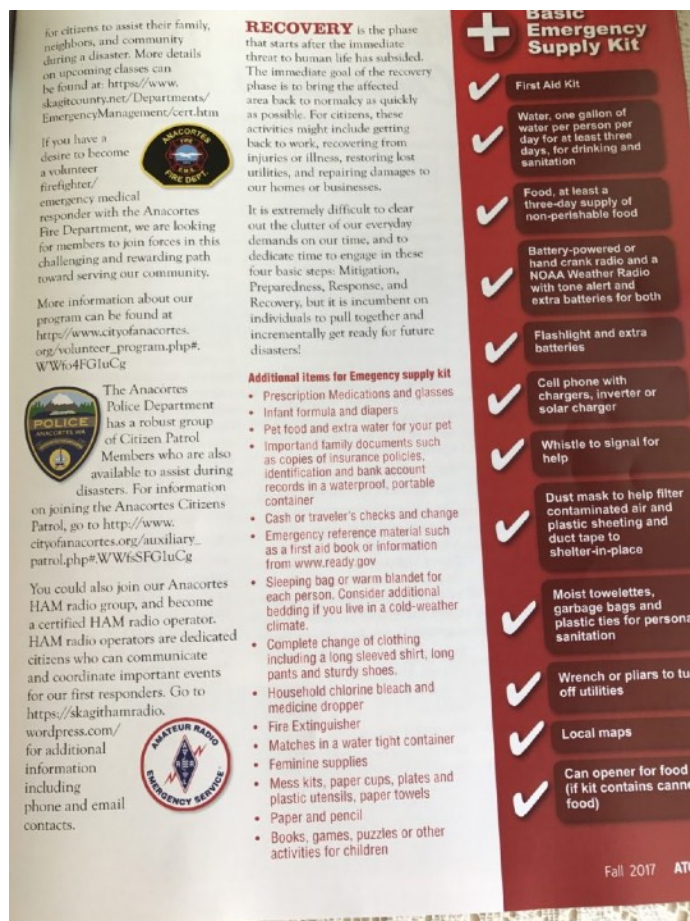 for citizens to assist their family,
neighbors, and community
during a disaster. More details
on upcoming classes can
be found at: https://www.
skagitcounty.net/Departments/
EmergencyManagement/cert.htm
If you have a
desire to become
a volunteer
firefighter/
emergency medical
responder with the Anacortes
Fire Department, we are looking
for members to join forces in this
challenging and rewarding path
toward serving our community.
ANACORTES
FIRE
E.M.S.
FIRE DEPT.
More information about our
program can be found at
http://www.cityofanacortes.
org/volunteer_program.php#.
WWfo4FG1uCg
The Anacortes
Police Department
has a robust group
of Citizen Patrol
Members who are also
available to assist during
disasters. For information
on joining the Anacortes Citizens
Patrol, go to http://www.
cityofanacortes.org/auxiliary_
patrol.php#.WWfsSFG1uCg
POLICE
ANACORTES, WA
You could also join our Anacortes
HAM radio group, and become
a certified HAM radio operator.
HAM radio operators are dedicated
citizens who can communicate
and coordinate important events
for our first responders. Go to
https://skagithamradio.
wordpress.com/
for additional
information
including
phone and email
contacts.
AMATEUR RADIO
EMERGENCY SERVICE
RECOVERY is the phase
that starts after the immediate
threat to human life has subsided.
The immediate goal of the recovery
phase is to bring the affected
area back to normalcy as quickly
as possible. For citizens, these
activities might include getting
back to work, recovering from
injuries or illness, restoring lost
utilities, and repairing damages to
our homes or businesses.
It is extremely difficult to clear
out the clutter of our everyday
demands on our time, and to
dedicate time to engage in these
four basic steps: Mitigation,
Preparedness, Response, and
Recovery, but it is incumbent on
individuals to pull together and
incrementally get ready for future
disasters!
Additional items for Emegency supply kit
• Prescription Medications and glasses
• Infant formula and diapers
• Pet food and extra water for your pet
• Importand family documents such
as copies of insurance policies,
identification and bank account
records in a waterproof, portable
container
• Cash or traveler's checks and change
• Emergency reference material such
as a first aid book or information
from www.ready.gov
• Sleeping bag or warm blandet for
each person. Consider additional
bedding if you live in a cold-weather
climate.
• Complete change of clothing
including a long sleeved shirt, long
pants and sturdy shoes.
• Household chlorine bleach and
medicine dropper
• Fire Extinguisher
• Matches in a water tight container
• Feminine supplies
• Mess kits, paper cups, plates and
plastic utensils, paper towels
• Paper and pencil
• Books, games, puzzles or other
activities for children
Basic
Emergency
Supply Kit
First Aid Kit
Water, one gallon of
water per person per
day for at least three
days, for drinking and
sanitation
Food, at least a
three-day supply of
non-perishable food
Battery-powered or
hand crank radio and a
NOAA Weather Radio
with tone alert and
extra batteries for both
Flashlight and extra
batteries
Cell phone with
chargers, inverter or
solar charger
Whistle to signal for
help
Dust mask to help filter
contaminated air and
plastic sheeting and
duct tape to
shelter-in-place
Moist towelettes,
garbage bags and
plastic ties for persona
sanitation
Wrench or pliars to tu
off utilities
Local maps
Can opener for food
(if kit contains canne
food)
Fall 2017